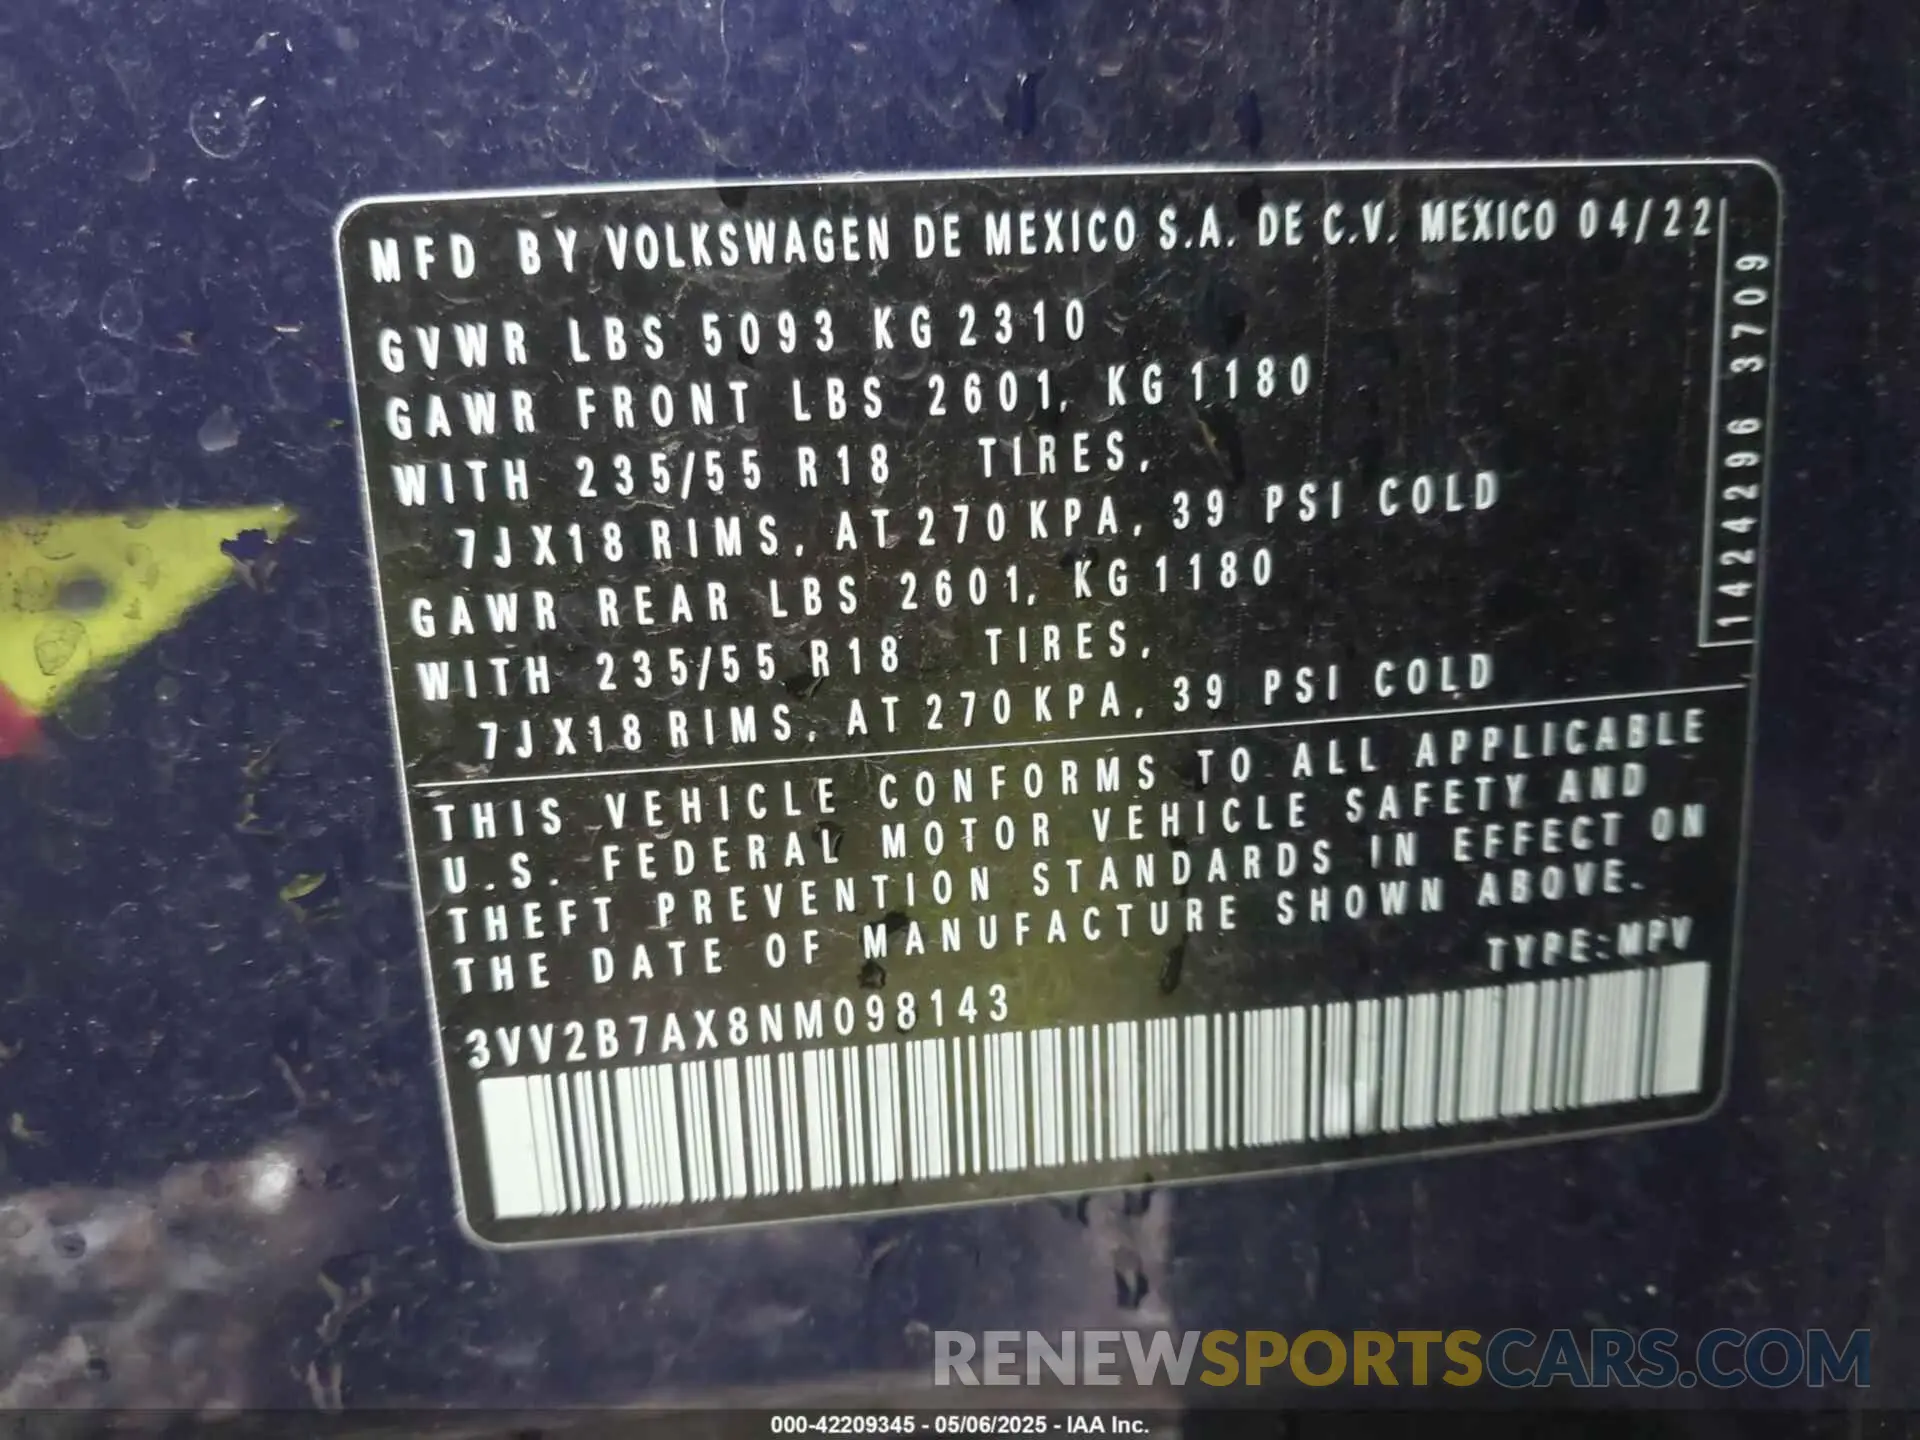 MFD BY VOLKSWAGEN DE MEXICO S.A. DE C.V. MEXICO 04/22
GVWR LBS 5093 KG 2310
GAWR FRONT LBS 2601, KG 1180
WITH 235/55 R18 TIRES,
7JX18 RIMS, AT 270 KPA, 39 PSI COLD
GAWR REAR LBS 2601, KG 1180
WITH 235/55 R18 TIRES,
7JX18 RIMS, AT 270 KPA, 39 PSI COLD
1424296 3709
THIS VEHICLE CONFORMS TO ALL APPLICABLE
U.S. FEDERAL MOTOR VEHICLE SAFETY AND
THEFT PREVENTION STANDARDS IN EFFECT ON
THE DATE OF MANUFACTURE SHOWN ABOVE.
TYPE:MPV
3VV2B7AX8NM098143
RENEWSPORTSCARS.COM
000-42209345 - 05/06/2025 - IAA Inc.